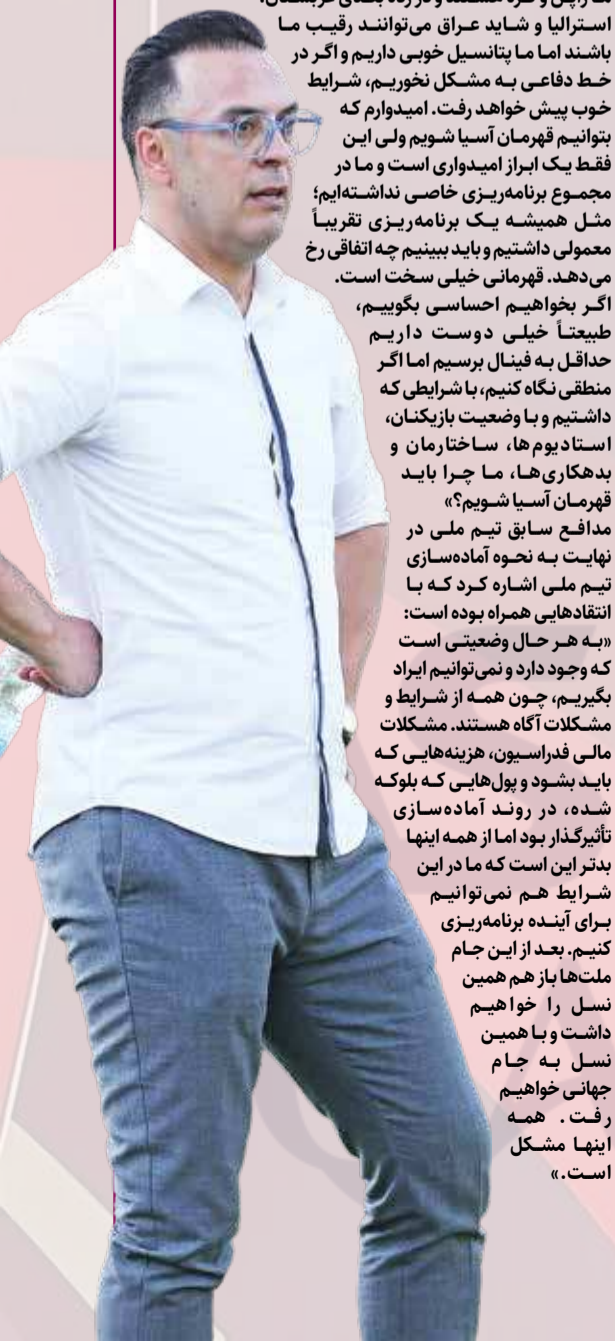 استرالیا و شاید عراق می‌توانند رقیب ما
باشند اما ما پتانسیل خوبی داریم و اگر در
خط دفاعی به مشکل نخوریم، شرایط
خوب پیش خواهد رفت. امیدوارم که
بتوانیم قهرمان آسیا شویم ولی این
فقط یک ابراز امیدواری است و ما در
مجموع برنامه‌ریزی خاصی نداشته‌ایم؛
مثل همیشه یک برنامه‌ریزی تقریباً
معمولی داشتیم و باید ببینیم چه اتفاقی رخ
می‌دهد. قهرمانی خیلی سخت است.
اگر بخواهیم احساسی بگوییم،
طبیعتاً خیلی دوست داریم
حداقل به فینال برسیم اما اگر
منطقی نگاه کنیم، با شرایطی که
داشتیم و با وضعیت بازیکنان،
استادیوم‌ها، ساختارمان و
بدهکاری‌ها، ما چرا باید
قهرمان آسیا شویم؟»
مدافع سابق تیم ملی در
نهایت به نحوه آماده‌سازی
تیم ملی اشاره کرد که با
انتقادهایی همراه بوده است:
«به هر حال وضعیتی است
که وجود دارد و نمی‌توانیم ایراد
بگیریم، چون همه از شرایط و
مشکلات آگاه هستند. مشکلات
مالی فدراسیون، هزینه‌هایی که
باید بشود و پول‌هایی که بلوکه
شده، در روند آماده‌سازی
تأثیرگذار بود اما از همه اینها
بدتر این است که ما در این
شرایط هم نمی‌توانیم
برای آینده برنامه‌ریزی
کنیم. بعد از این جام
ملت‌ها باز هم همین
نسل را خواهیم
داشت و با همین
نسل به جام
جهانی خواهیم
رفت. همه
اینها مشکل
است.»